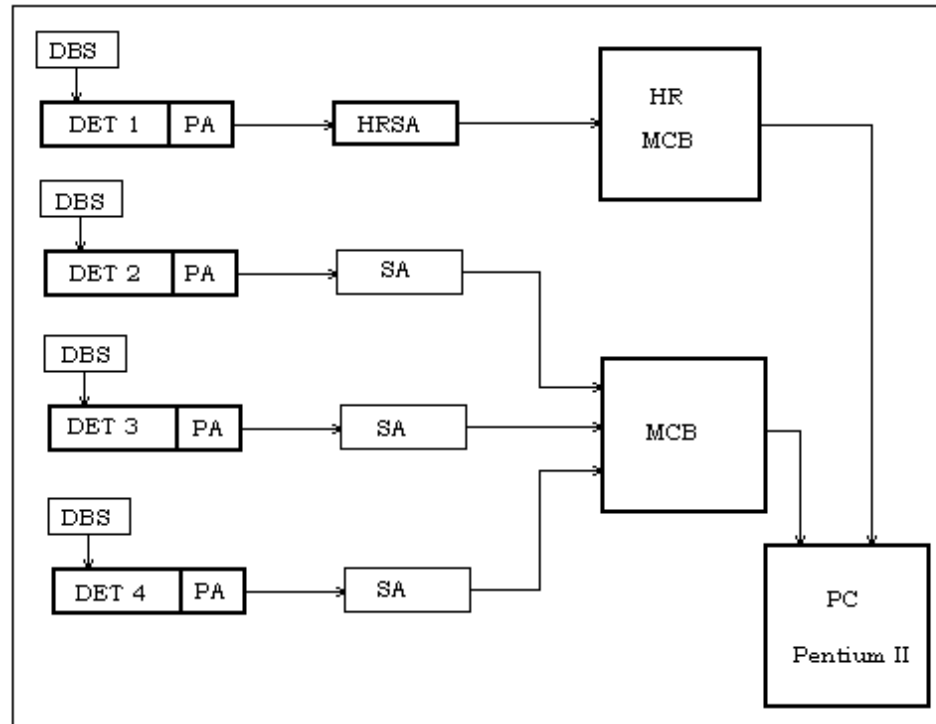 DBS
DET 1 PA
HRSA
HR
MCB
DBS
DET 2 PA
SA
DBS
DET 3 PA
SA
MCB
DBS
DET 4 PA
SA
PC
Pentium II